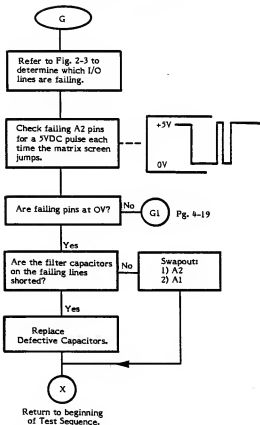 G
Refer to Fig. 2-3 to
determine which I/O
lines are failing.
Check failing A2 pins
for a 5VDC pulse each
time the matrix screen
jumps.
+5V
0V
Are failing pins at 0V?
No
G1
Pg. 4-19
Yes
Are the filter capacitors
on the failing lines
shorted?
No
Swapout:
1) A2
2) A1
Yes
Replace
Defective Capacitors.
X
Return to beginning
of Test Sequence.